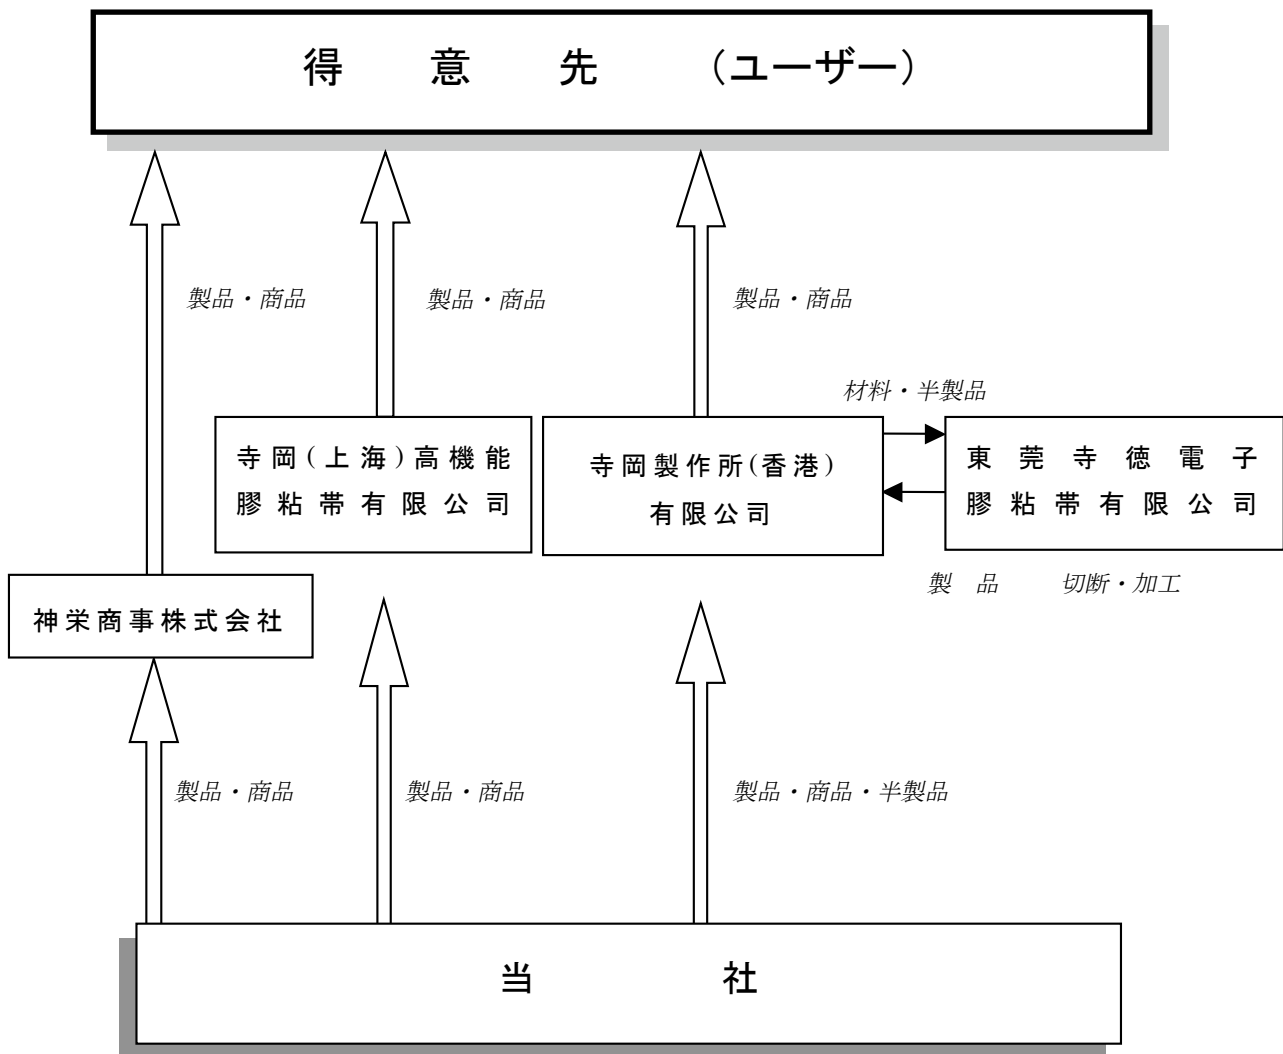 得意先 (ユーザー)
製品・商品
製品・商品
製品・商品
材料・半製品
寺岡(上海)高機能
膠粘帯有限公司
寺岡製作所(香港)
有限公司
東莞寺徳電子
膠粘帯有限公司
製品 切断・加工
神栄商事株式会社
製品・商品
製品・商品
製品・商品・半製品
当社